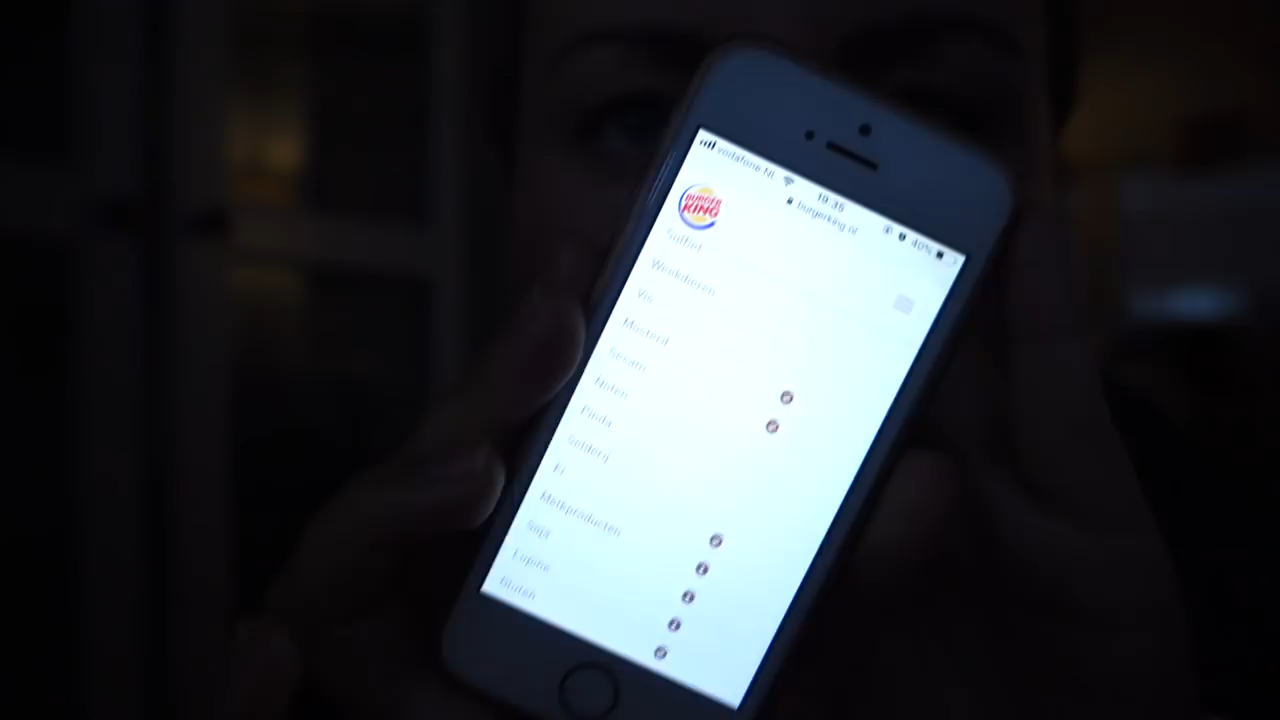 vodafone NL 19:35 40%
burgerking.nl
BURGER
KING
Sulfiet
Weekdieren
Vis
Mosterd
Sesam
Noten
Pinda
Selderij
Ei
Melkproducten
Soja
Lupine
Gluten